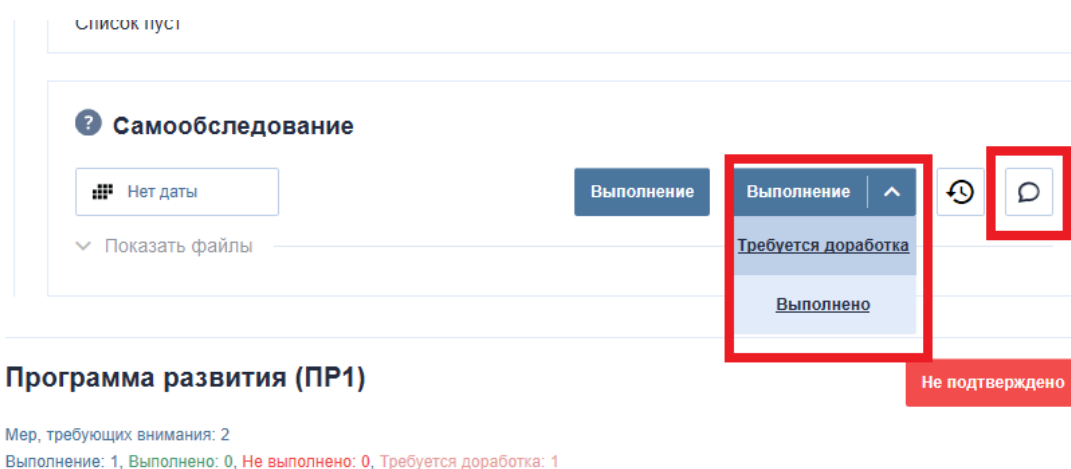 Список пуст
Самообследование
Нет даты
Выполнение
Выполнение
Показать файлы
Требуется доработка
Выполнено
Программа развития (ПР1)
Не подтверждено
Мер, требующих внимания: 2
Выполнение: 1, Выполнено: 0, Не выполнено: 0, Требуется доработка: 1